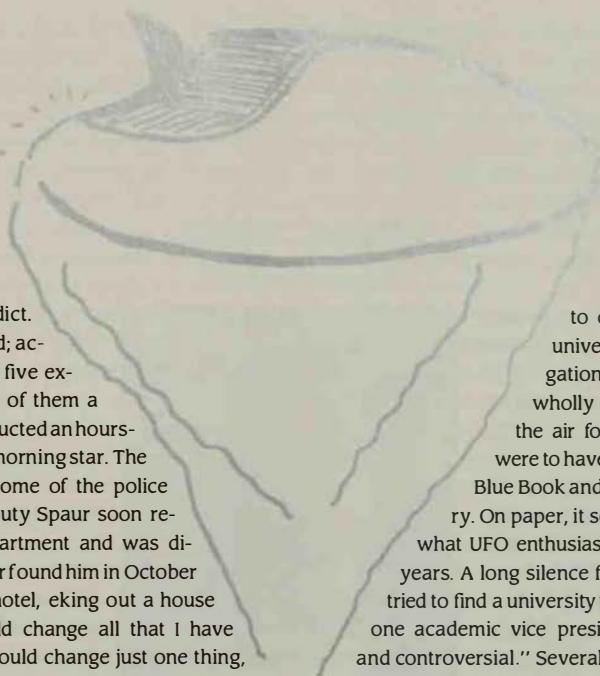 dict.
d; ac-
five ex-
of them a
ucted an hours-
morning star. The
ome of the police
uty Spaur soon re-
artment and was di-
r found him in October
otel, eking out a house
ld change all that I have
ould change just one thing,
to
unive
gation
wholly
the air fo
were to have
Blue Book and
ry. On paper, it s
what UFO enthusias
years. A long silence f
tried to find a university
one academic vice presi
and controversial." Several